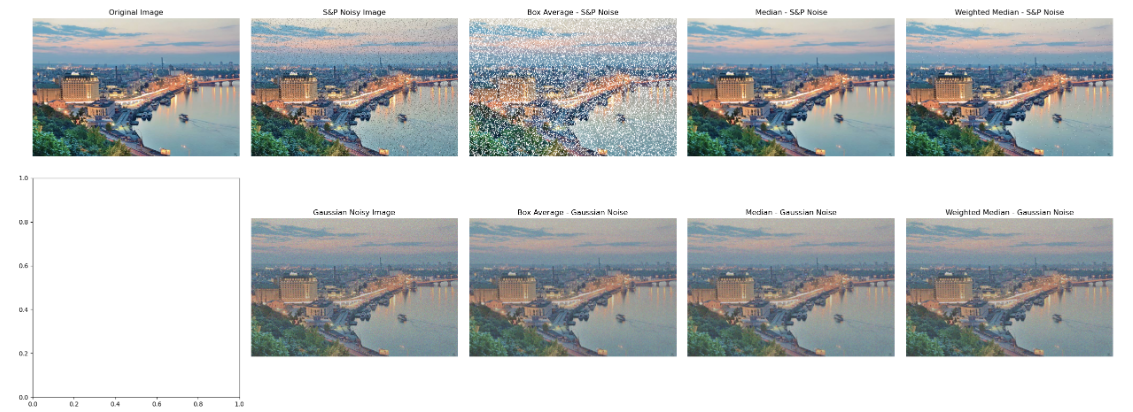 Original Image
S&P Noisy Image
Box Average - S&P Noise
Median - S&P Noise
Weighted Median - S&P Noise
1.0
0.8
0.6
0.4
0.2
0.0
0.0 0.2 0.4 0.6 0.8 1.0
Gaussian Noisy Image
Box Average - Gaussian Noise
Median - Gaussian Noise
Weighted Median - Gaussian Noise